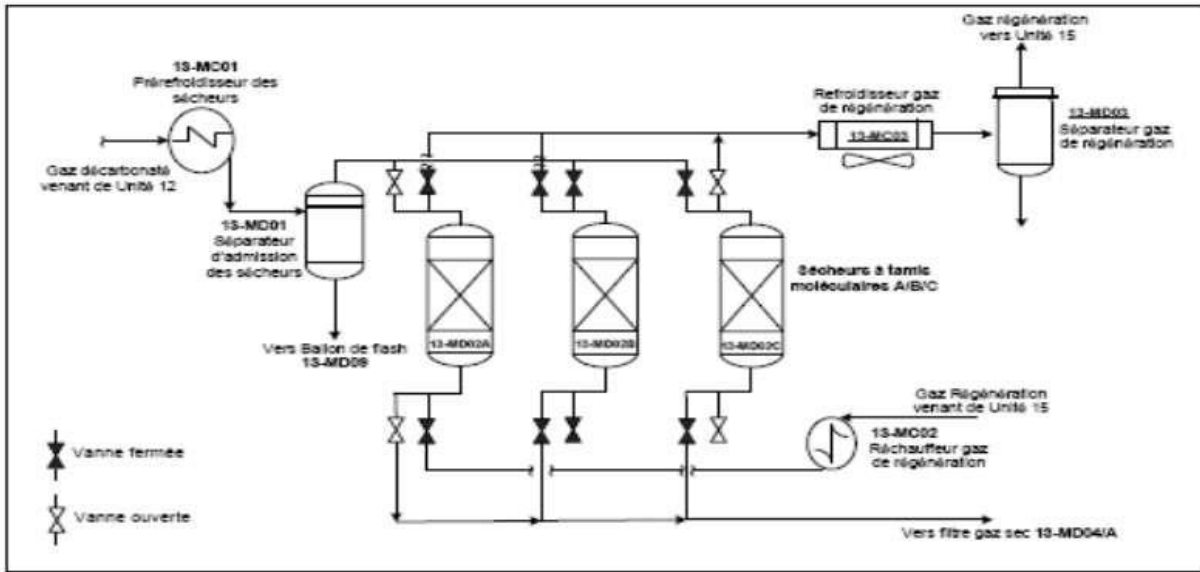 Gaz régénération
vers Unité 15
13-MC01
Prérefroidisseur des
sécheurs
Refroidisseur gaz
de régénération
13-MC03
13-MD03
Séparateur gaz
de régénération
Gaz décarbonaté
venant de Unité 12
13-MD01
Séparateur
d'admission
des sécheurs
Sécheurs à tamis
moléculaires A/B/C
13-MD02A
13-MD02B
13-MD02C
Vers Ballon de flash
13-MD09
Gaz Régénération
venant de Unité 15
13-MC02
Réchauffeur gaz
de régénération
Vanne fermée
Vanne ouverte
Vers filtre gaz sec 13-MD04/A